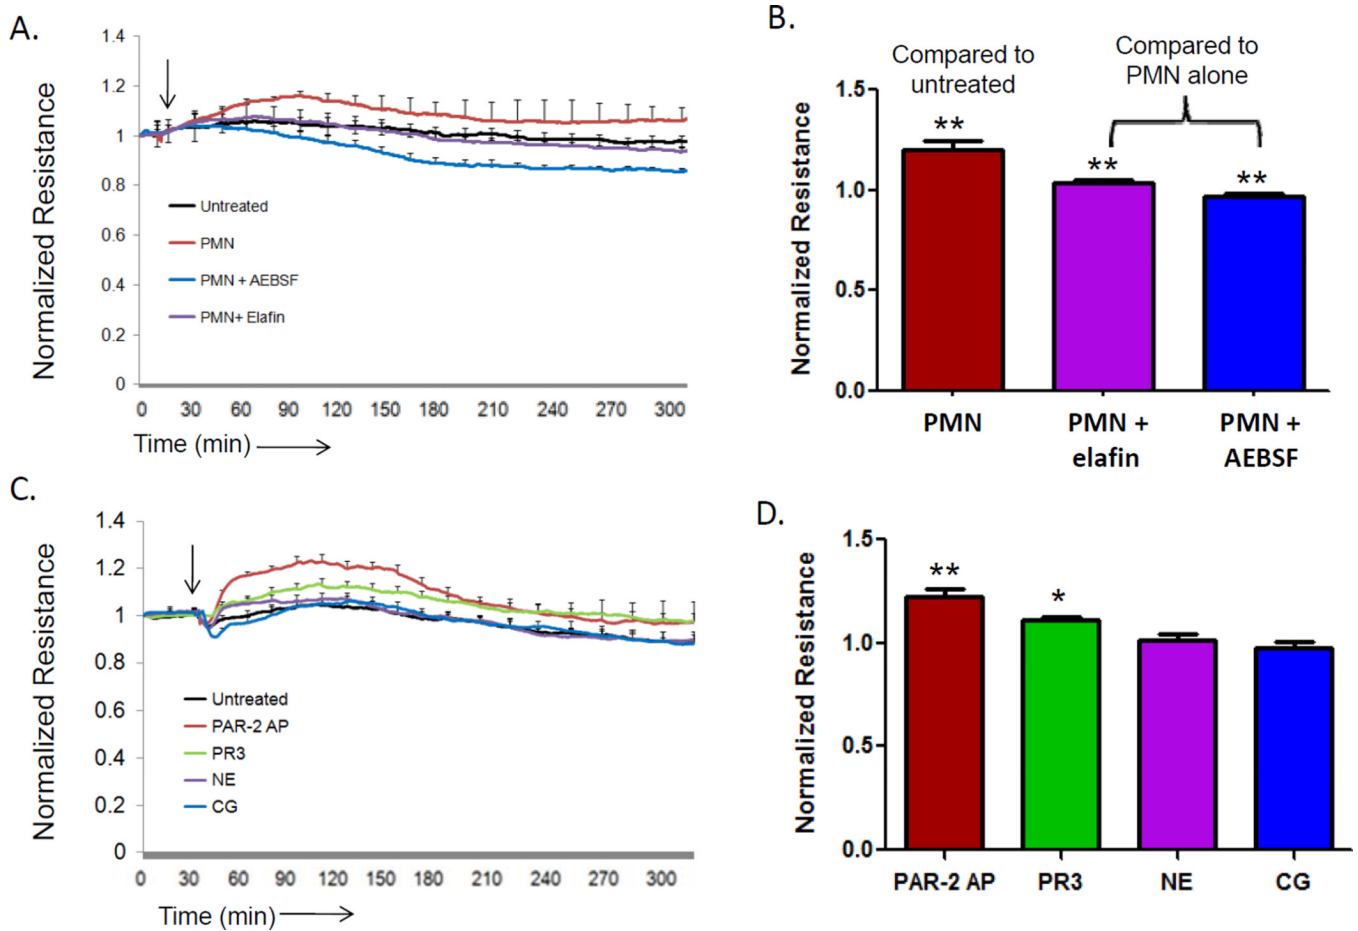 A.
Normalized Resistance
1.4
1.2
1
0.8
0.6
0.4
0.2
0
Untreated
PMN
PMN + AEBSF
PMN+ Elafin
0 30 60 90 120 150 180 210 240 270 300
Time (min)
B.
Compared to
untreated
Compared to
PMN alone
Normalized Resistance
1.5
1.0
0.5
0.0
**
**
**
PMN
PMN +
elafin
PMN +
AEBSF
C.
Normalized Resistance
1.4
1.2
1
0.8
0.6
0.4
0.2
0
Untreated
PAR-2 AP
PR3
NE
CG
0 30 60 90 120 150 180 210 240 270 300
Time (min)
D.
Normalized Resistance
1.5
1.0
0.5
0.0
**
*
PAR-2 AP PR3 NE CG